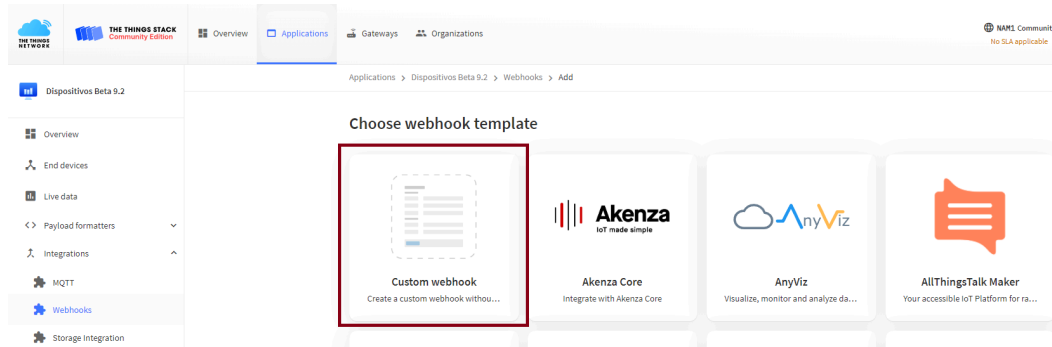 THE THINGS
NETWORK
THE THINGS STACK
Community Edition
Overview
Applications
Gateways
Organizations
NAM1 Communit
No SLA applicable
Applications > Dispositivos Beta 9.2 > Webhooks > Add
Dispositivos Beta 9.2
Overview
End devices
Live data
Payload formatters
Integrations
MQTT
Webhooks
Storage Integration
Choose webhook template
Custom webhook
Create a custom webhook withou...
Akenza
IoT made simple
Akenza Core
Integrate with Akenza Core
AnyViz
AnyViz
Visualize, monitor and analyze da...
AllThingsTalk Maker
Your accessible IoT Platform for ra...